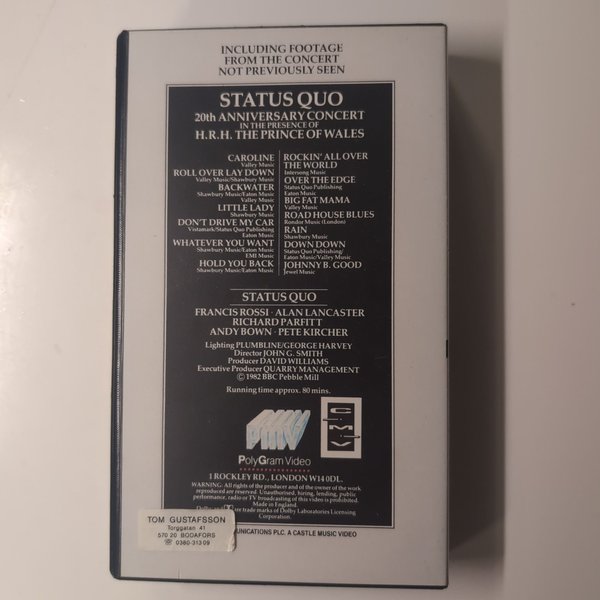 INCLUDING FOOTAGE
FROM THE CONCERT
NOT PREVIOUSLY SEEN
STATUS QUO
20th ANNIVERSARY CONCERT
IN THE PRESENCE OF
H.R.H. THE PRINCE OF WALES
CAROLINE
Valley Music
ROLL OVER LAY DOWN
Valley Music/Shawbury Music
BACKWATER
Shawbury Music/Eaton Music
Valley Music
LITTLE LADY
Shawbury Music
DON'T DRIVE MY CAR
Vistamark/Status Quo Publishing
Eaton Music
WHATEVER YOU WANT
Shawbury Music/Eaton Music
EMI Music
HOLD YOU BACK
Shawbury Music/Eaton Music
ROCKIN' ALL OVER
THE WORLD
Intersong Music
OVER THE EDGE
Status Quo Publishing
Eaton Music
BIG FAT MAMA
Valley Music
ROAD HOUSE BLUES
Rondor Music (London)
RAIN
Shawbury Music
DOWN DOWN
Status Quo Publishing/
Eaton Music/Valley Music
JOHNNY B. GOOD
Jewel Music
STATUS QUO
FRANCIS ROSSI · ALAN LANCASTER
RICHARD PARFITT
ANDY BOWN · PETE KIRCHER
Lighting PLUMBLINE/GEORGE HARVEY
Director JOHN G. SMITH
Producer DAVID WILLIAMS
Executive Producer QUARRY MANAGEMENT
© 1982 BBC Pebble Mill
Running time approx. 80 mins.
PMV
PolyGram Video
CMV
1 ROCKLEY RD., LONDON W14 0DL.
WARNING: All rights of the producer and of the owner of the work
reproduced are reserved. Unauthorised, hiring, lending, public
performance, radio or TV broadcasting of this video is prohibited.
Made in England.
Dolby and are trade marks of Dolby Laboratories Licensing
Corporation.
TOM GUSTAFSSON
Torggatan 41
570 20 BODAFORS
☏ 0380-313 09
UNICATIONS PLC. A CASTLE MUSIC VIDEO